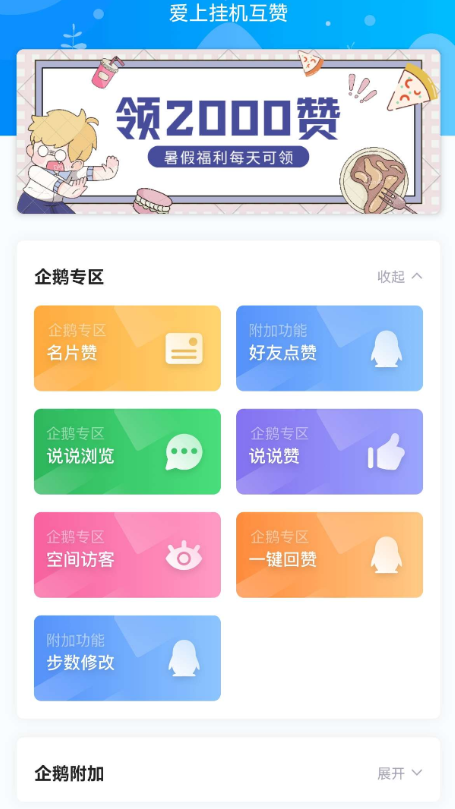 爱上挂机互赞
领2000赞
暑假福利每天可领
企鹅专区
收起
企鹅专区
名片赞
附加功能
好友点赞
企鹅专区
说说浏览
企鹅专区
说说赞
企鹅专区
空间访客
企鹅专区
一键回赞
附加功能
步数修改
企鹅附加
展开